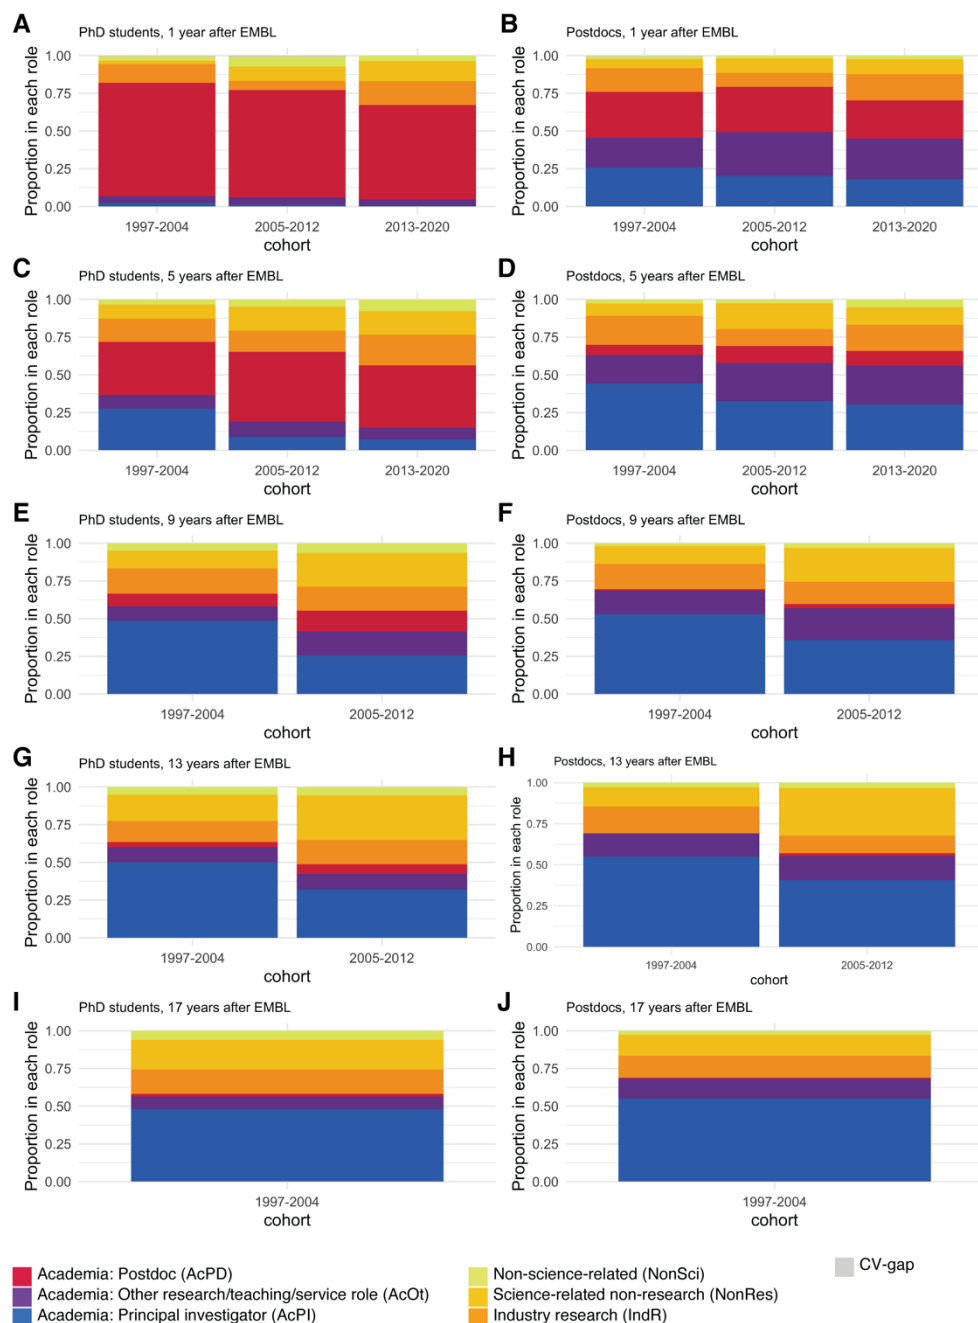 A
PhD students, 1 year after EMBL
Proportion in each role
1.00
0.75
0.50
0.25
0.00
1997-2004
2005-2012
2013-2020
cohort
B
Postdocs, 1 year after EMBL
Proportion in each role
1.00
0.75
0.50
0.25
0.00
1997-2004
2005-2012
2013-2020
cohort
C
PhD students, 5 years after EMBL
Proportion in each role
1.00
0.75
0.50
0.25
0.00
1997-2004
2005-2012
2013-2020
cohort
D
Postdocs, 5 years after EMBL
Proportion in each role
1.00
0.75
0.50
0.25
0.00
1997-2004
2005-2012
2013-2020
cohort
E
PhD students, 9 years after EMBL
Proportion in each role
1.00
0.75
0.50
0.25
0.00
1997-2004
2005-2012
cohort
F
Postdocs, 9 years after EMBL
Proportion in each role
1.00
0.75
0.50
0.25
0.00
1997-2004
2005-2012
cohort
G
PhD students, 13 years after EMBL
Proportion in each role
1.00
0.75
0.50
0.25
0.00
1997-2004
2005-2012
cohort
H
Postdocs, 13 years after EMBL
Proportion in each role
1.00
0.75
0.50
0.25
0.00
1997-2004
2005-2012
cohort
I
PhD students, 17 years after EMBL
Proportion in each role
1.00
0.75
0.50
0.25
0.00
1997-2004
cohort
J
Postdocs, 17 years after EMBL
Proportion in each role
1.00
0.75
0.50
0.25
0.00
1997-2004
cohort
Academia: Postdoc (AcPD)
Academia: Other research/teaching/service role (AcOt)
Academia: Principal investigator (AcPI)
Non-science-related (NonSci)
Science-related non-research (NonRes)
Industry research (IndR)
CV-gap